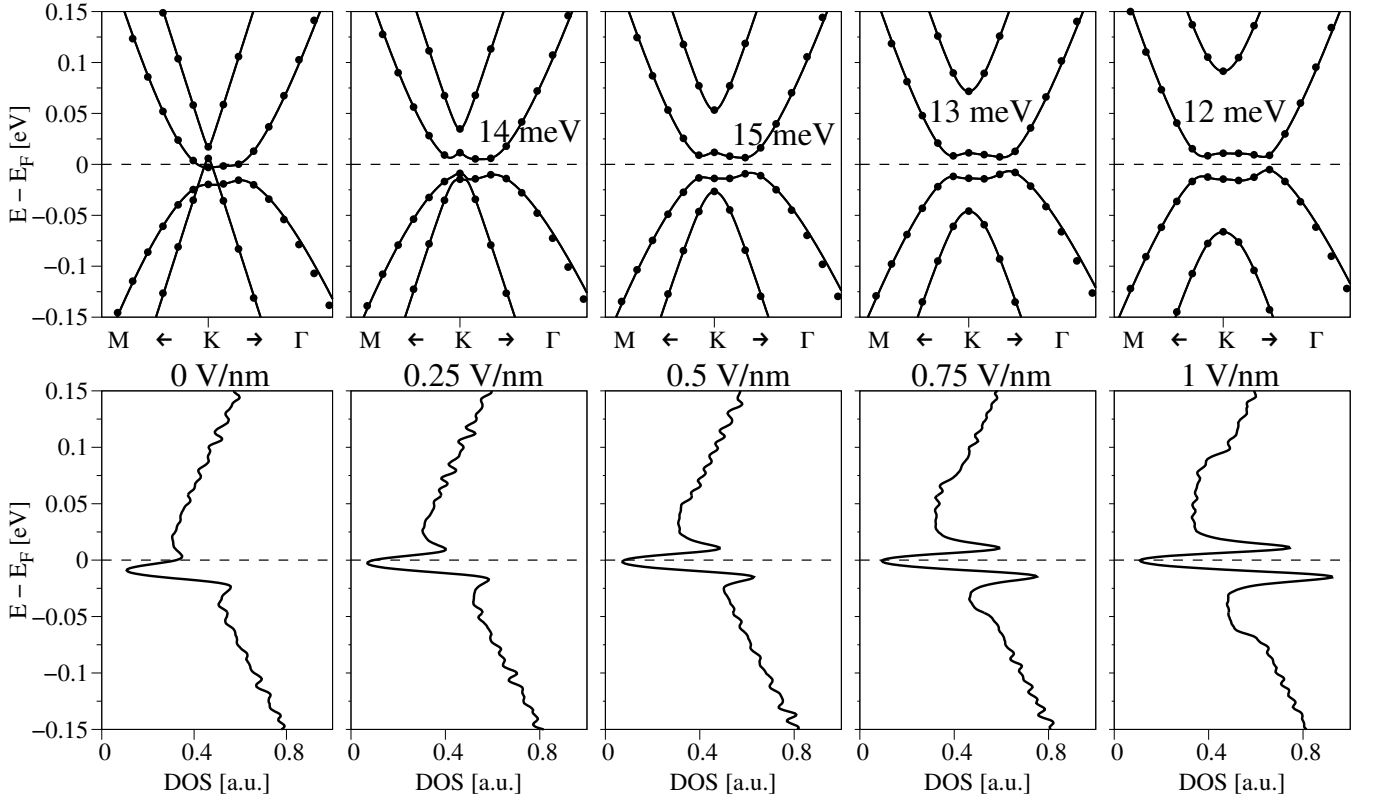 0.15
0.1
0.05
0
−0.05
−0.1
−0.15
E − E_F [eV]
14 meV
15 meV
13 meV
12 meV
M ← K → Γ
M ← K → Γ
M ← K → Γ
M ← K → Γ
M ← K → Γ
0 V/nm
0.25 V/nm
0.5 V/nm
0.75 V/nm
1 V/nm
0.15
0.1
0.05
0
−0.05
−0.1
−0.15
E − E_F [eV]
0 0.4 0.8
0 0.4 0.8
0 0.4 0.8
0 0.4 0.8
0 0.4 0.8
DOS [a.u.]
DOS [a.u.]
DOS [a.u.]
DOS [a.u.]
DOS [a.u.]